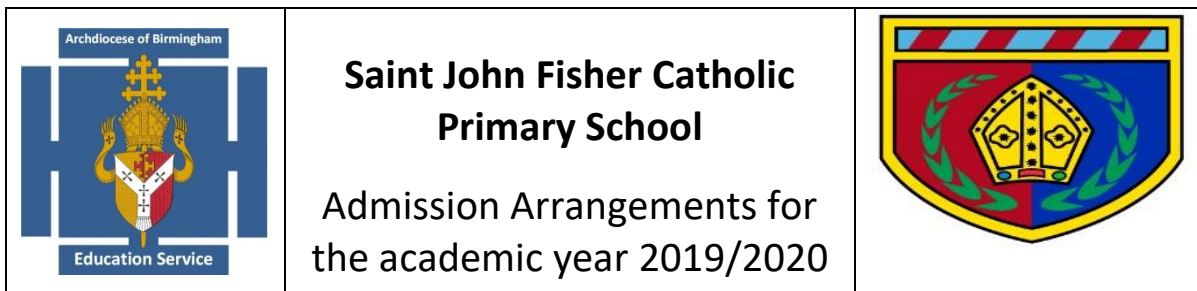 Archdiocese of Birmingham
Education Service
Saint John Fisher Catholic
Primary School
Admission Arrangements for
the academic year 2019/2020